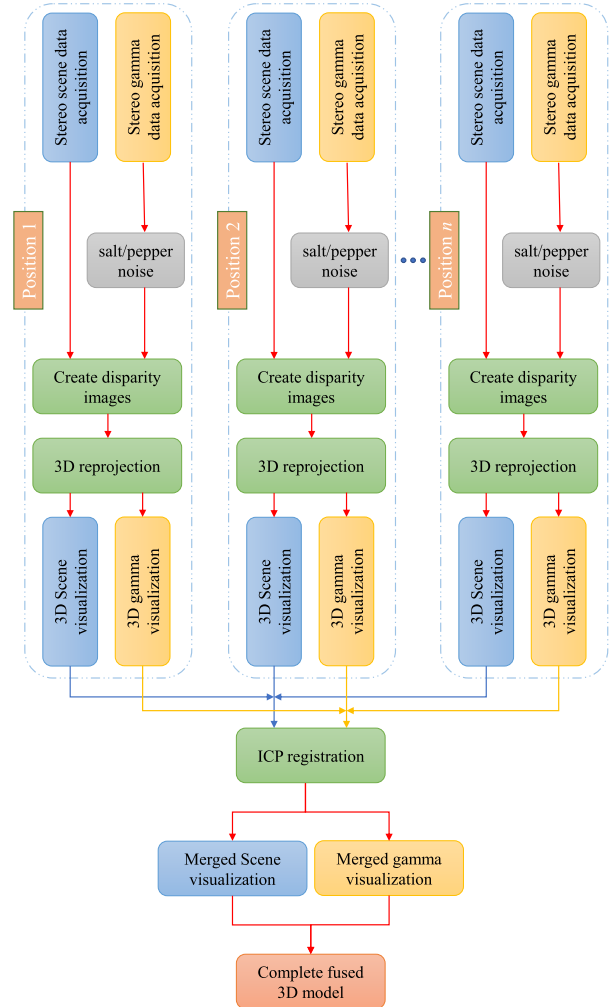 Stereo scene data
acquisition
Stereo gamma
data acquisition
Position 1
salt/pepper
noise
Create disparity
images
3D reprojection
3D Scene
visualization
3D gamma
visualization
Stereo scene data
acquisition
Stereo gamma
data acquisition
Position 2
salt/pepper
noise
Create disparity
images
3D reprojection
3D Scene
visualization
3D gamma
visualization
Stereo scene data
acquisition
Stereo gamma
data acquisition
Position n
salt/pepper
noise
Create disparity
images
3D reprojection
3D Scene
visualization
3D gamma
visualization
ICP registration
Merged Scene
visualization
Merged gamma
visualization
Complete fused
3D model